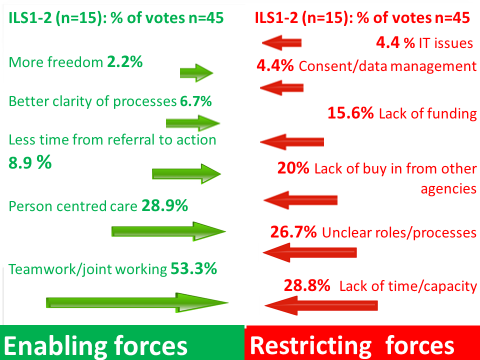 ILS1-2 (n=15): % of votes n=45
More freedom 2.2%
Better clarity of processes 6.7%
Less time from referral to action
8.9 %
Person centred care 28.9%
Teamwork/joint working 53.3%
Enabling forces
ILS1-2 (n=15): % of votes n=45
4.4 % IT issues
4.4% Consent/data management
15.6% Lack of funding
20% Lack of buy in from other
agencies
26.7% Unclear roles/processes
28.8% Lack of time/capacity
Restricting forces